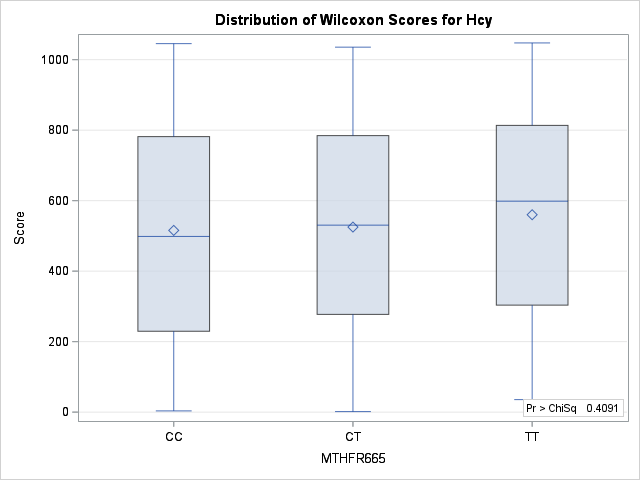 Distribution of Wilcoxon Scores for Hcy
1000
800
600
400
200
0
Score
Pr > ChiSq 0.4091
CC CT TT
MTHFR665